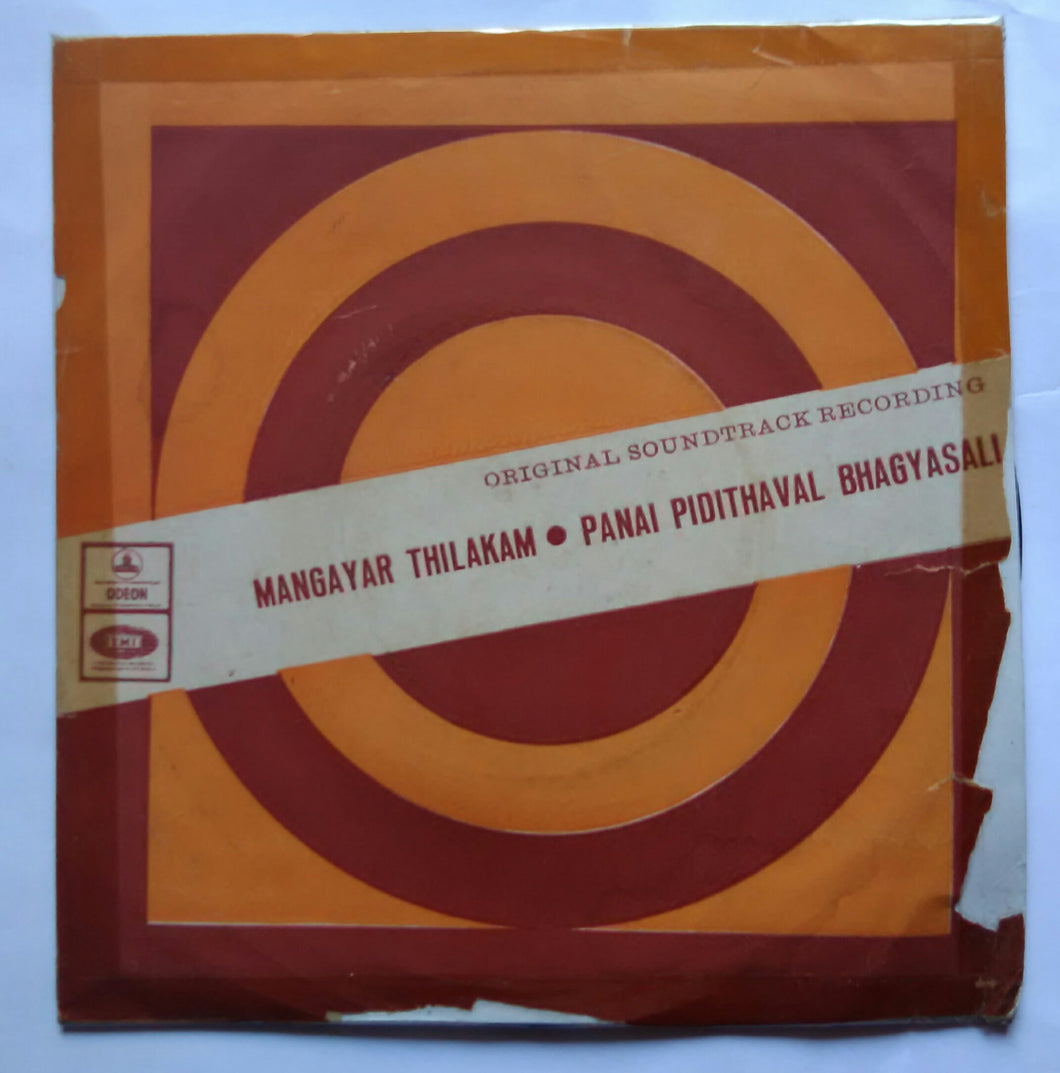 ORIGINAL SOUNDTRACK RECORDING
MANGAYAR THILAKAM ● PANAI PIDITHAVAL BHAGYASALI
ODEON
EMI